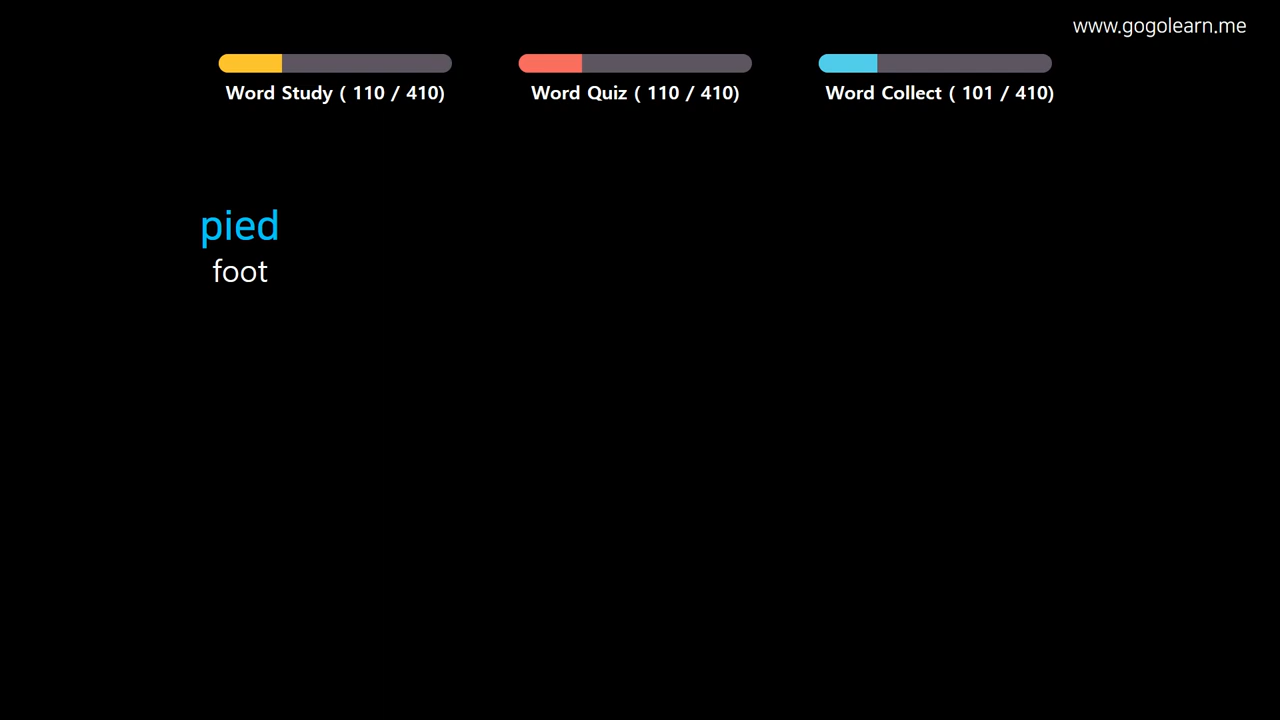 www.gogolearn.me
Word Study ( 110 / 410)
Word Quiz ( 110 / 410)
Word Collect ( 101 / 410)
pied
foot